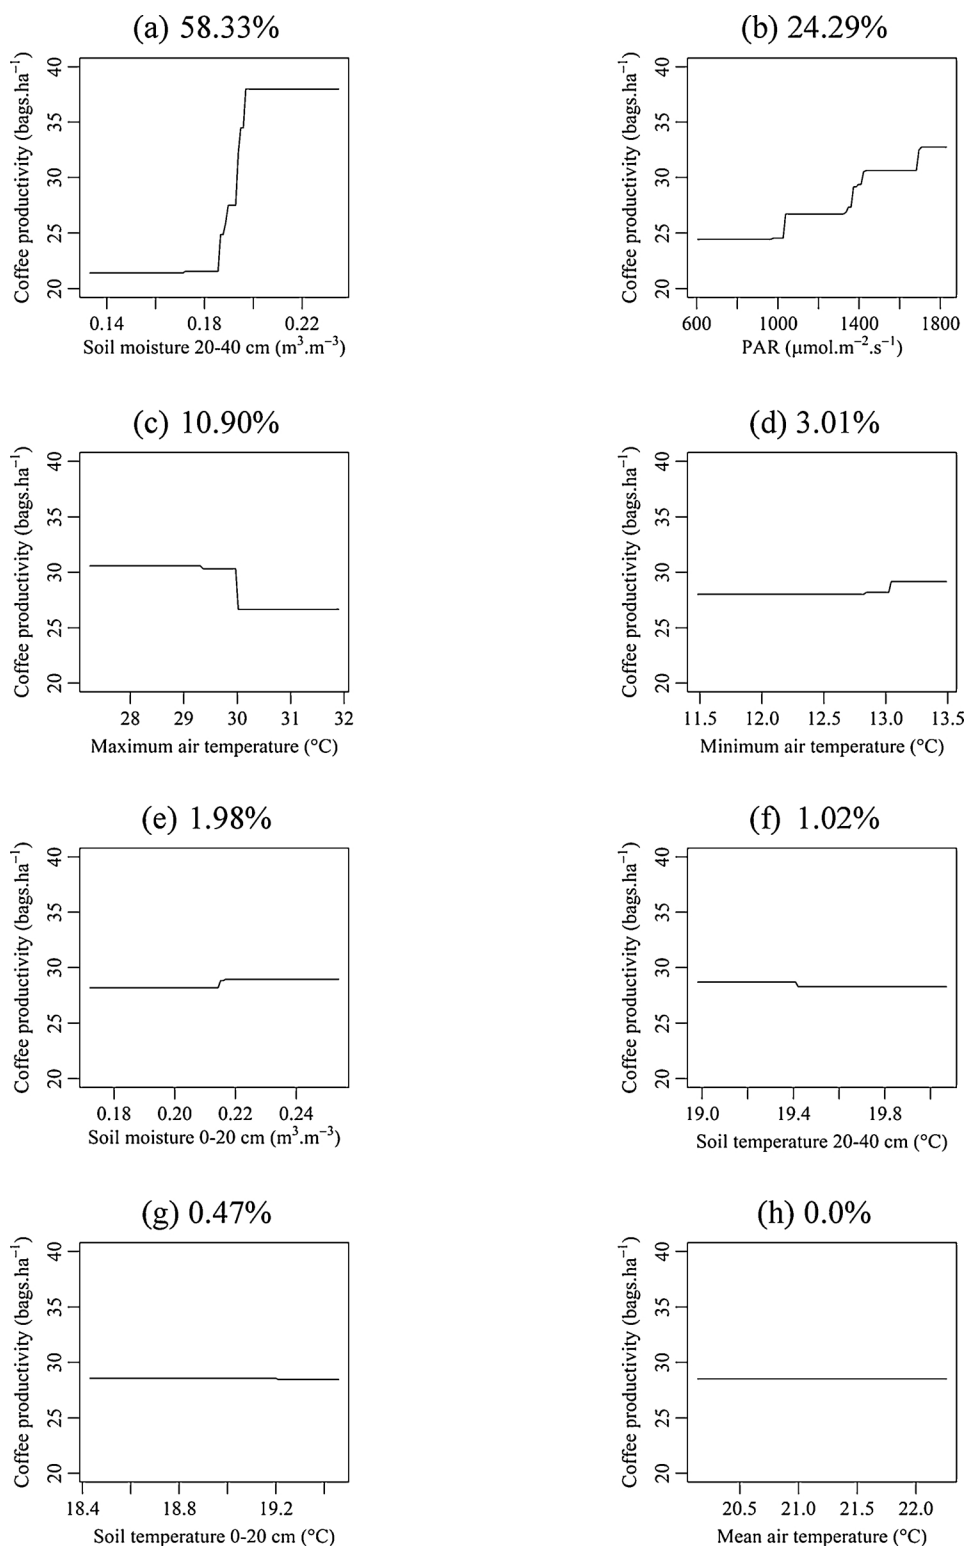 (a) 58.33%
Coffee productivity (bags.ha⁻¹)
40
35
30
25
20
0.14 0.18 0.22
Soil moisture 20-40 cm (m³.m⁻³)
(b) 24.29%
Coffee productivity (bags.ha⁻¹)
40
35
30
25
20
600 1000 1400 1800
PAR (µmol.m⁻².s⁻¹)
(c) 10.90%
Coffee productivity (bags.ha⁻¹)
40
35
30
25
20
28 29 30 31 32
Maximum air temperature (°C)
(d) 3.01%
Coffee productivity (bags.ha⁻¹)
40
35
30
25
20
11.5 12.0 12.5 13.0 13.5
Minimum air temperature (°C)
(e) 1.98%
Coffee productivity (bags.ha⁻¹)
40
35
30
25
20
0.18 0.20 0.22 0.24
Soil moisture 0-20 cm (m³.m⁻³)
(f) 1.02%
Coffee productivity (bags.ha⁻¹)
40
35
30
25
20
19.0 19.4 19.8
Soil temperature 20-40 cm (°C)
(g) 0.47%
Coffee productivity (bags.ha⁻¹)
40
35
30
25
20
18.4 18.8 19.2
Soil temperature 0-20 cm (°C)
(h) 0.0%
Coffee productivity (bags.ha⁻¹)
40
35
30
25
20
20.5 21.0 21.5 22.0
Mean air temperature (°C)